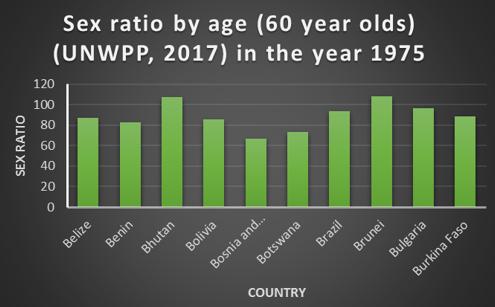 Sex ratio by age (60 year olds)
(UNWPP, 2017) in the year 1975
120
100
80
60
40
20
0
SEX RATIO
Belize
Benin
Bhutan
Bolivia
Bosnia and...
Botswana
Brazil
Brunei
Bulgaria
Burkina Faso
COUNTRY